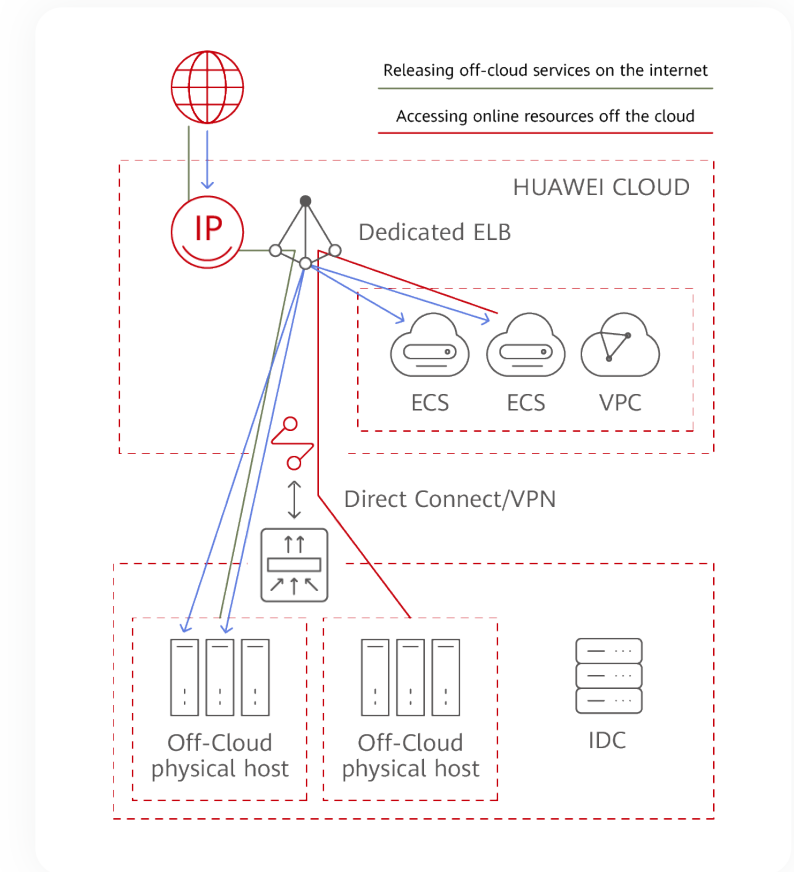 Releasing off-cloud services on the internet
Accessing online resources off the cloud
HUAWEI CLOUD
IP
Dedicated ELB
ECS
ECS
VPC
Direct Connect/VPN
Off-Cloud
physical host
Off-Cloud
physical host
IDC